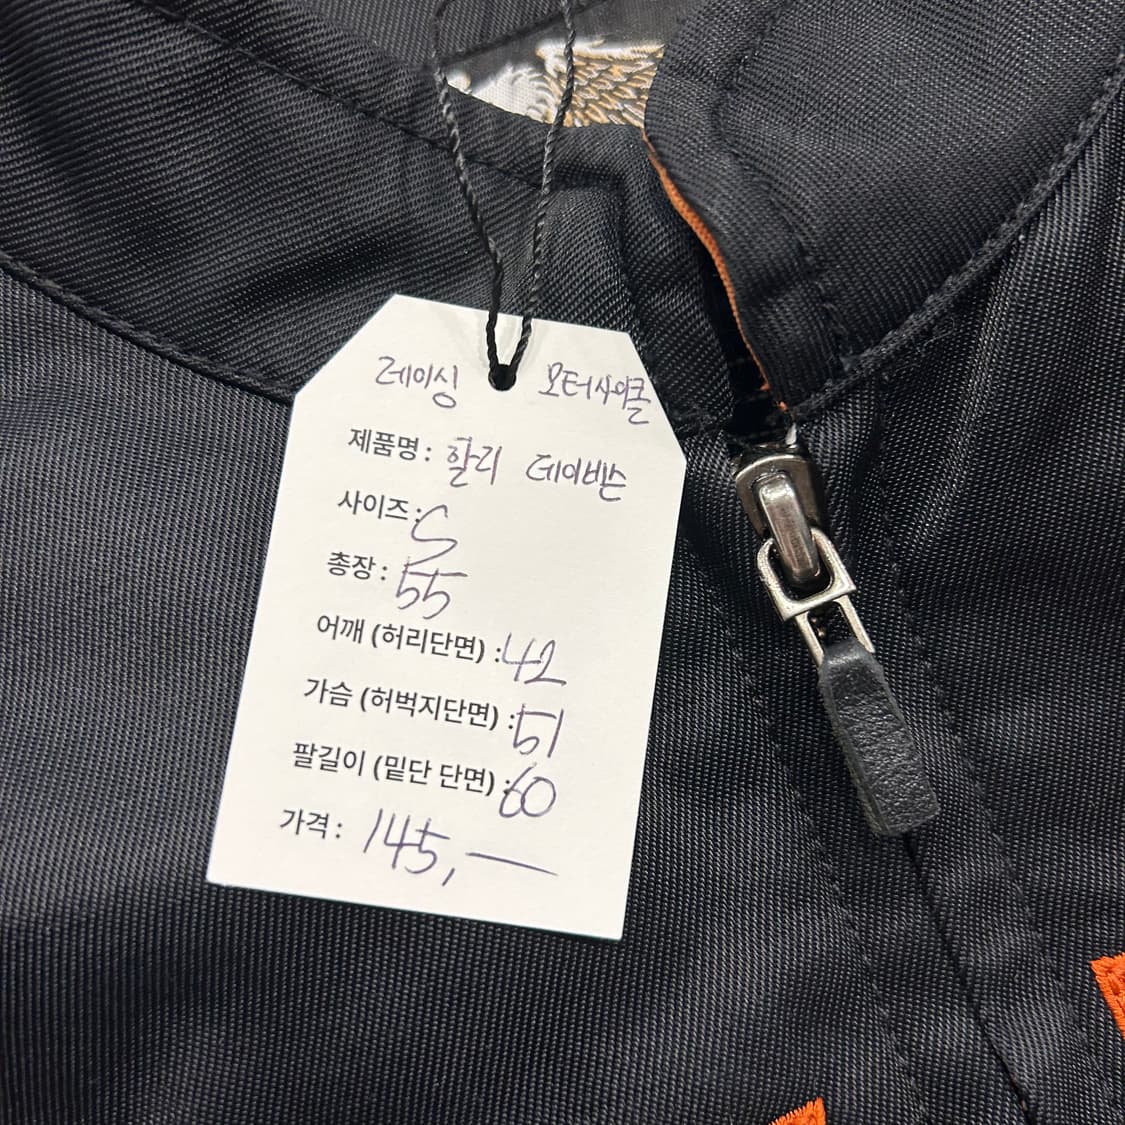 레이싱 모터사이클
제품명: 할리 데이비슨
사이즈: S
총장: 55
어깨 (허리단면) : 42
가슴 (허벅지단면) : 51
팔길이 (밑단 단면) : 60
가격: 145,—